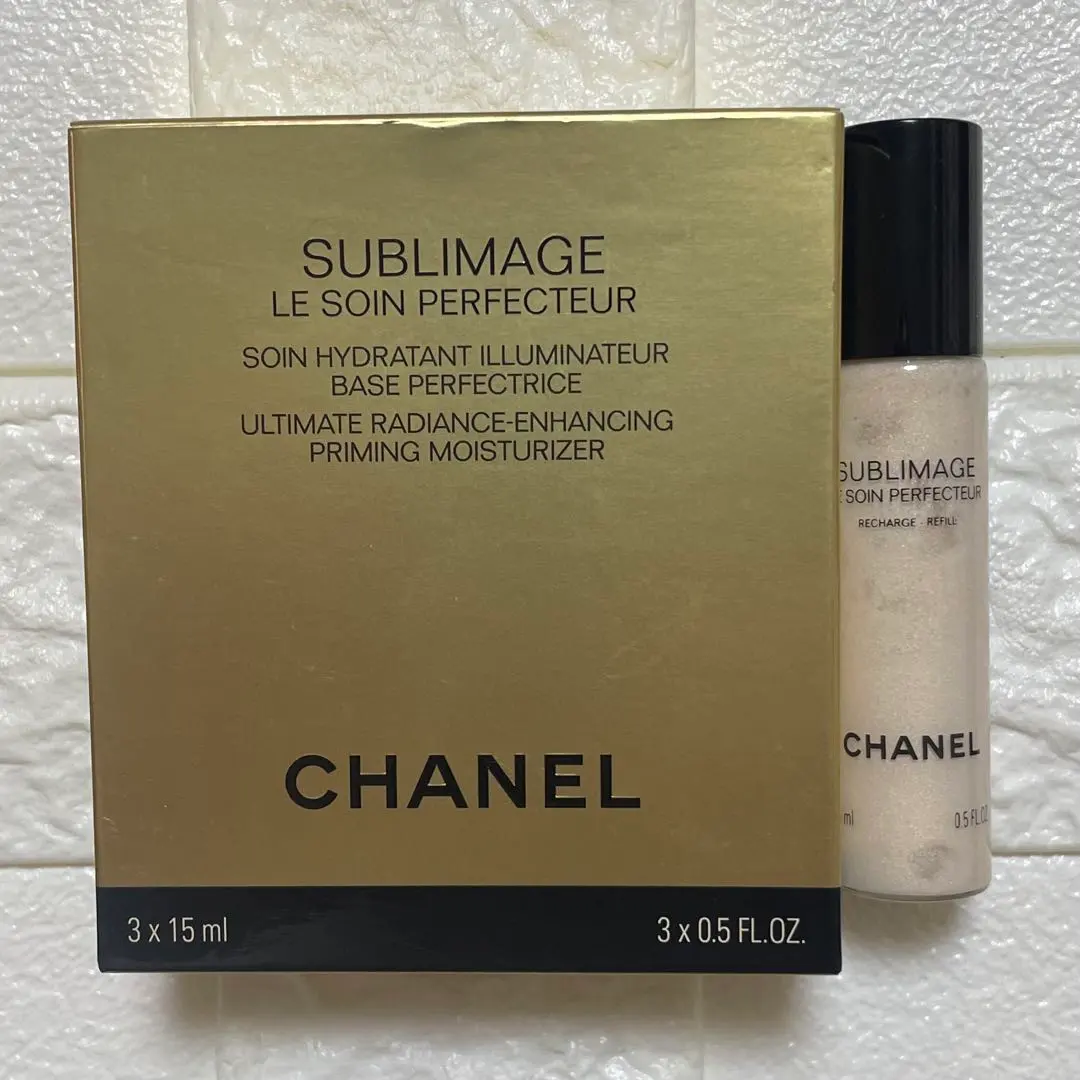 SUBLIMAGE
LE SOIN PERFECTEUR
SOIN HYDRATANT ILLUMINATEUR
BASE PERFECTRICE
ULTIMATE RADIANCE-ENHANCING
PRIMING MOISTURIZER
CHANEL
3 x 15 ml
3 x 0.5 FL.OZ.
SUBLIMAGE
E SOIN PERFECTEUR
RECHARGE - REFILL
CHANEL
ml
0.5 FL.OZ